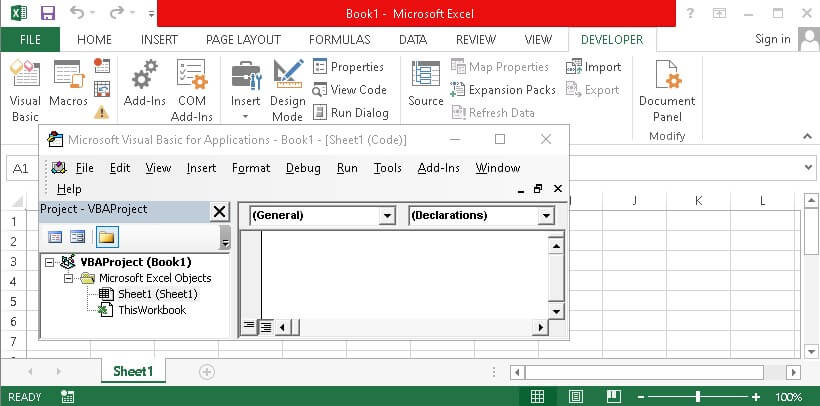 Book1 - Microsoft Excel
FILE HOME INSERT PAGE LAYOUT FORMULAS DATA REVIEW VIEW DEVELOPER Sign in
Visual Basic
Macros
Add-Ins
COM Add-Ins
Insert
Design Mode
Properties
View Code
Run Dialog
Source
Map Properties
Expansion Packs
Refresh Data
Import
Export
Document Panel
Modify
A1
Microsoft Visual Basic for Applications - Book1 - [Sheet1 (Code)]
File Edit View Insert Format Debug Run Tools Add-Ins Window
Help
Project - VBAProject
(General) (Declarations)
VBAProject (Book1)
Microsoft Excel Objects
Sheet1 (Sheet1)
ThisWorkbook
J K L
1
2
3
4
5
6
7
Sheet1
READY 100%